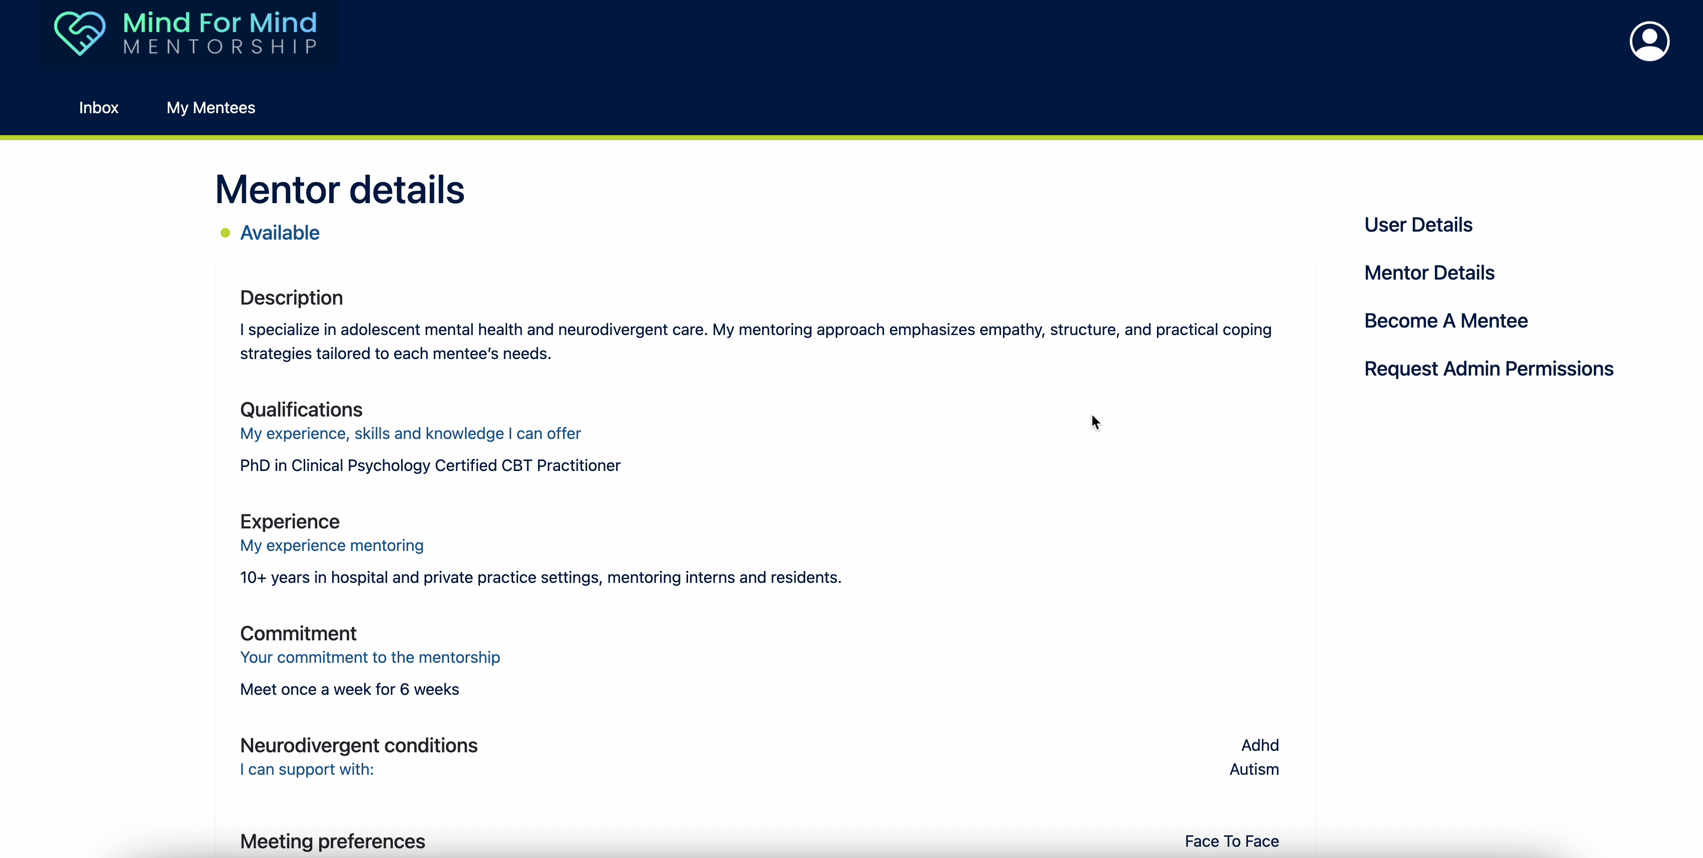 Mind For Mind
MENTORSHIP
Inbox My Mentees
Mentor details
Available
User Details
Mentor Details
Become A Mentee
Request Admin Permissions
Description
I specialize in adolescent mental health and neurodivergent care. My mentoring approach emphasizes empathy, structure, and practical coping
strategies tailored to each mentee’s needs.
Qualifications
My experience, skills and knowledge I can offer
PhD in Clinical Psychology Certified CBT Practitioner
Experience
My experience mentoring
10+ years in hospital and private practice settings, mentoring interns and residents.
Commitment
Your commitment to the mentorship
Meet once a week for 6 weeks
Neurodivergent conditions
I can support with:
Adhd
Autism
Meeting preferences
Face To Face